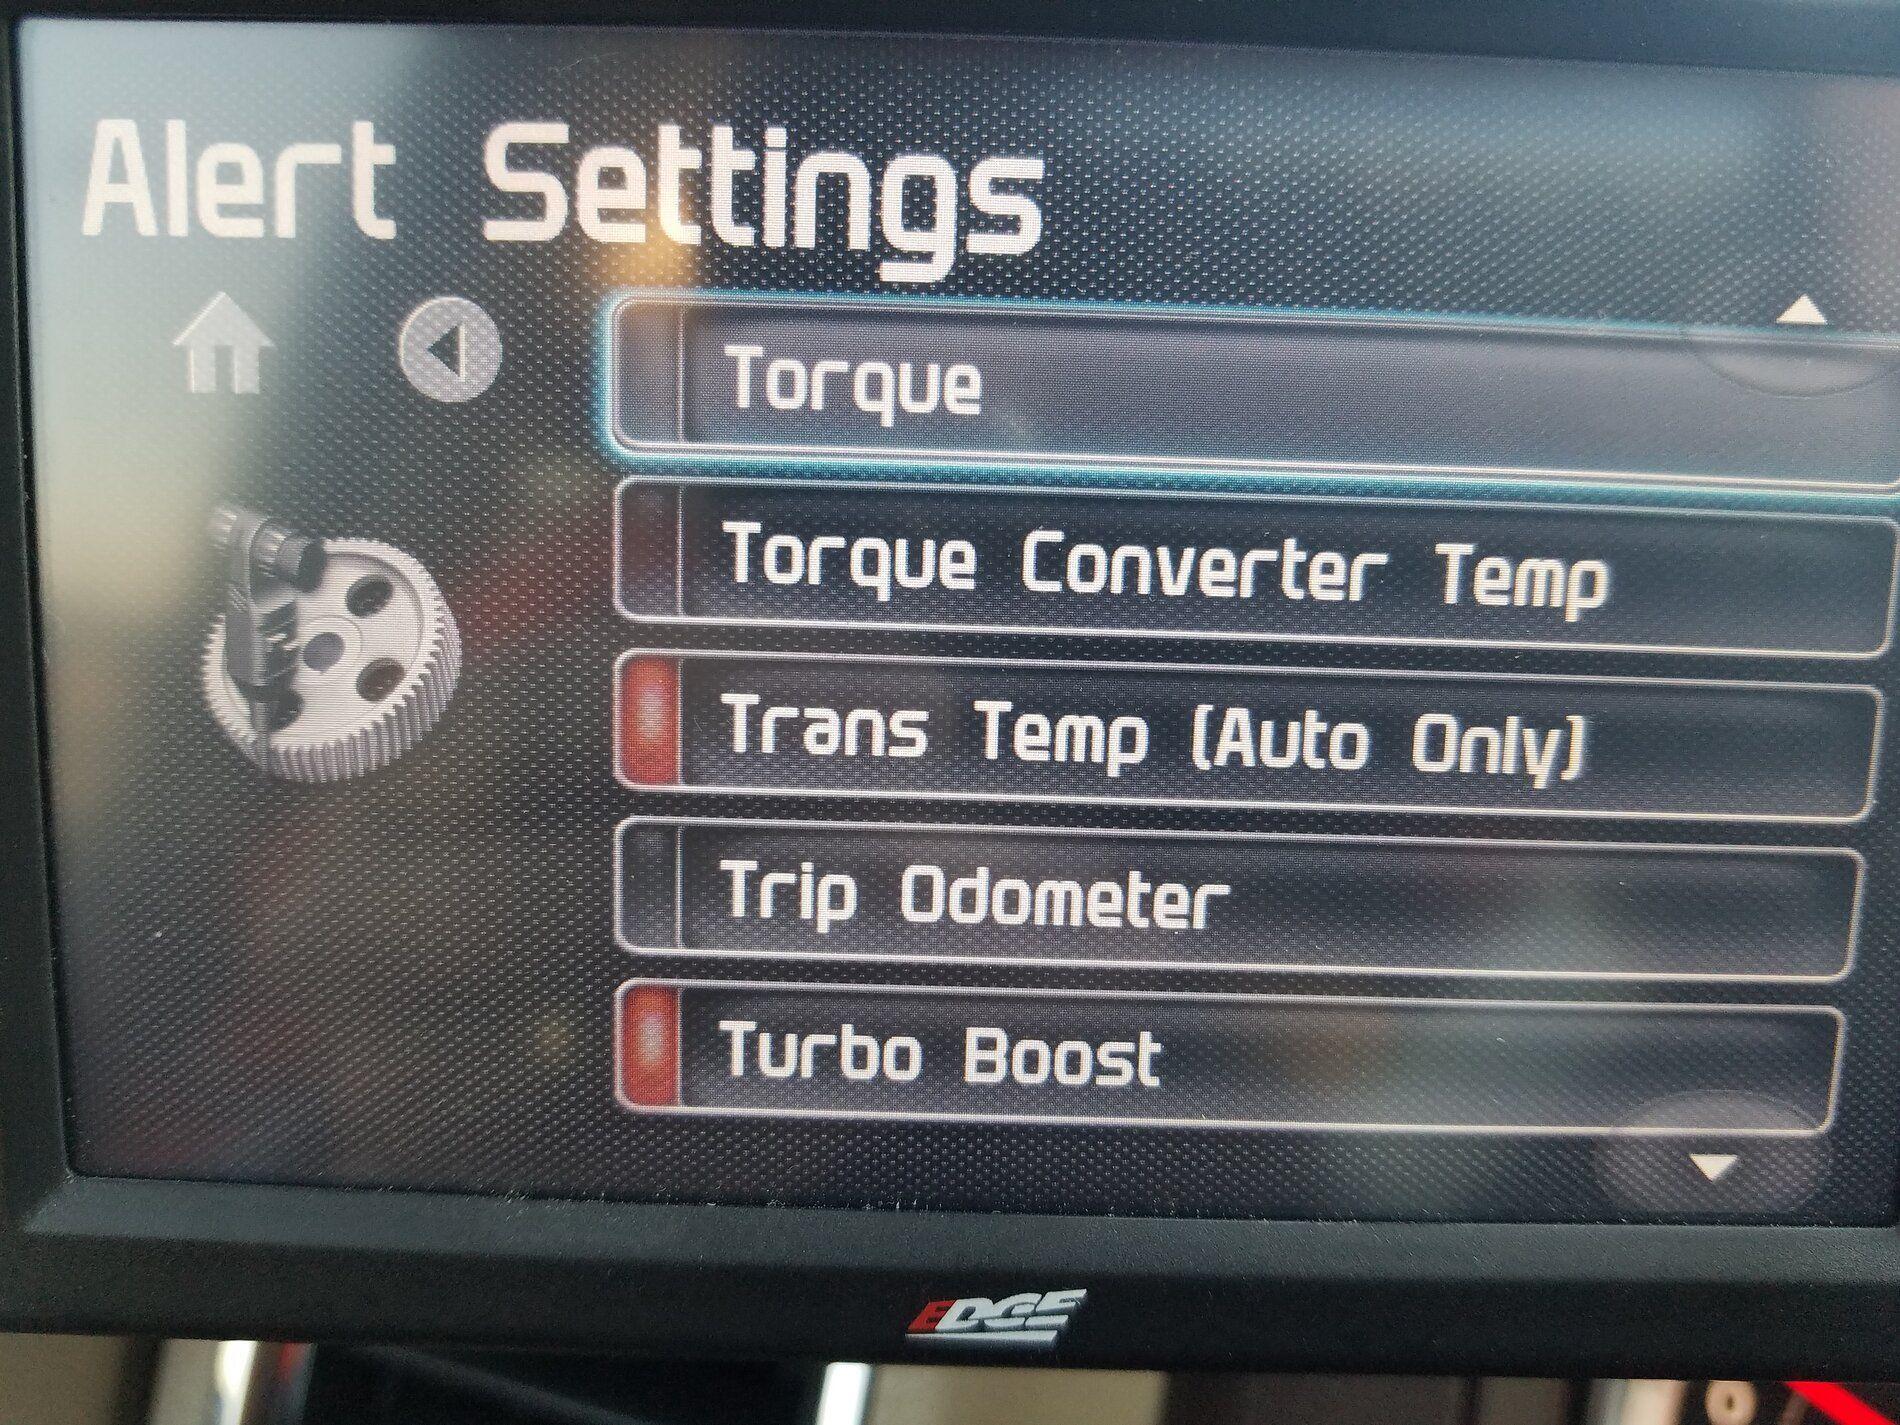 Alert Settings
Torque
Torque Converter Temp
Trans Temp (Auto Only)
Trip Odometer
Turbo Boost
EDGE